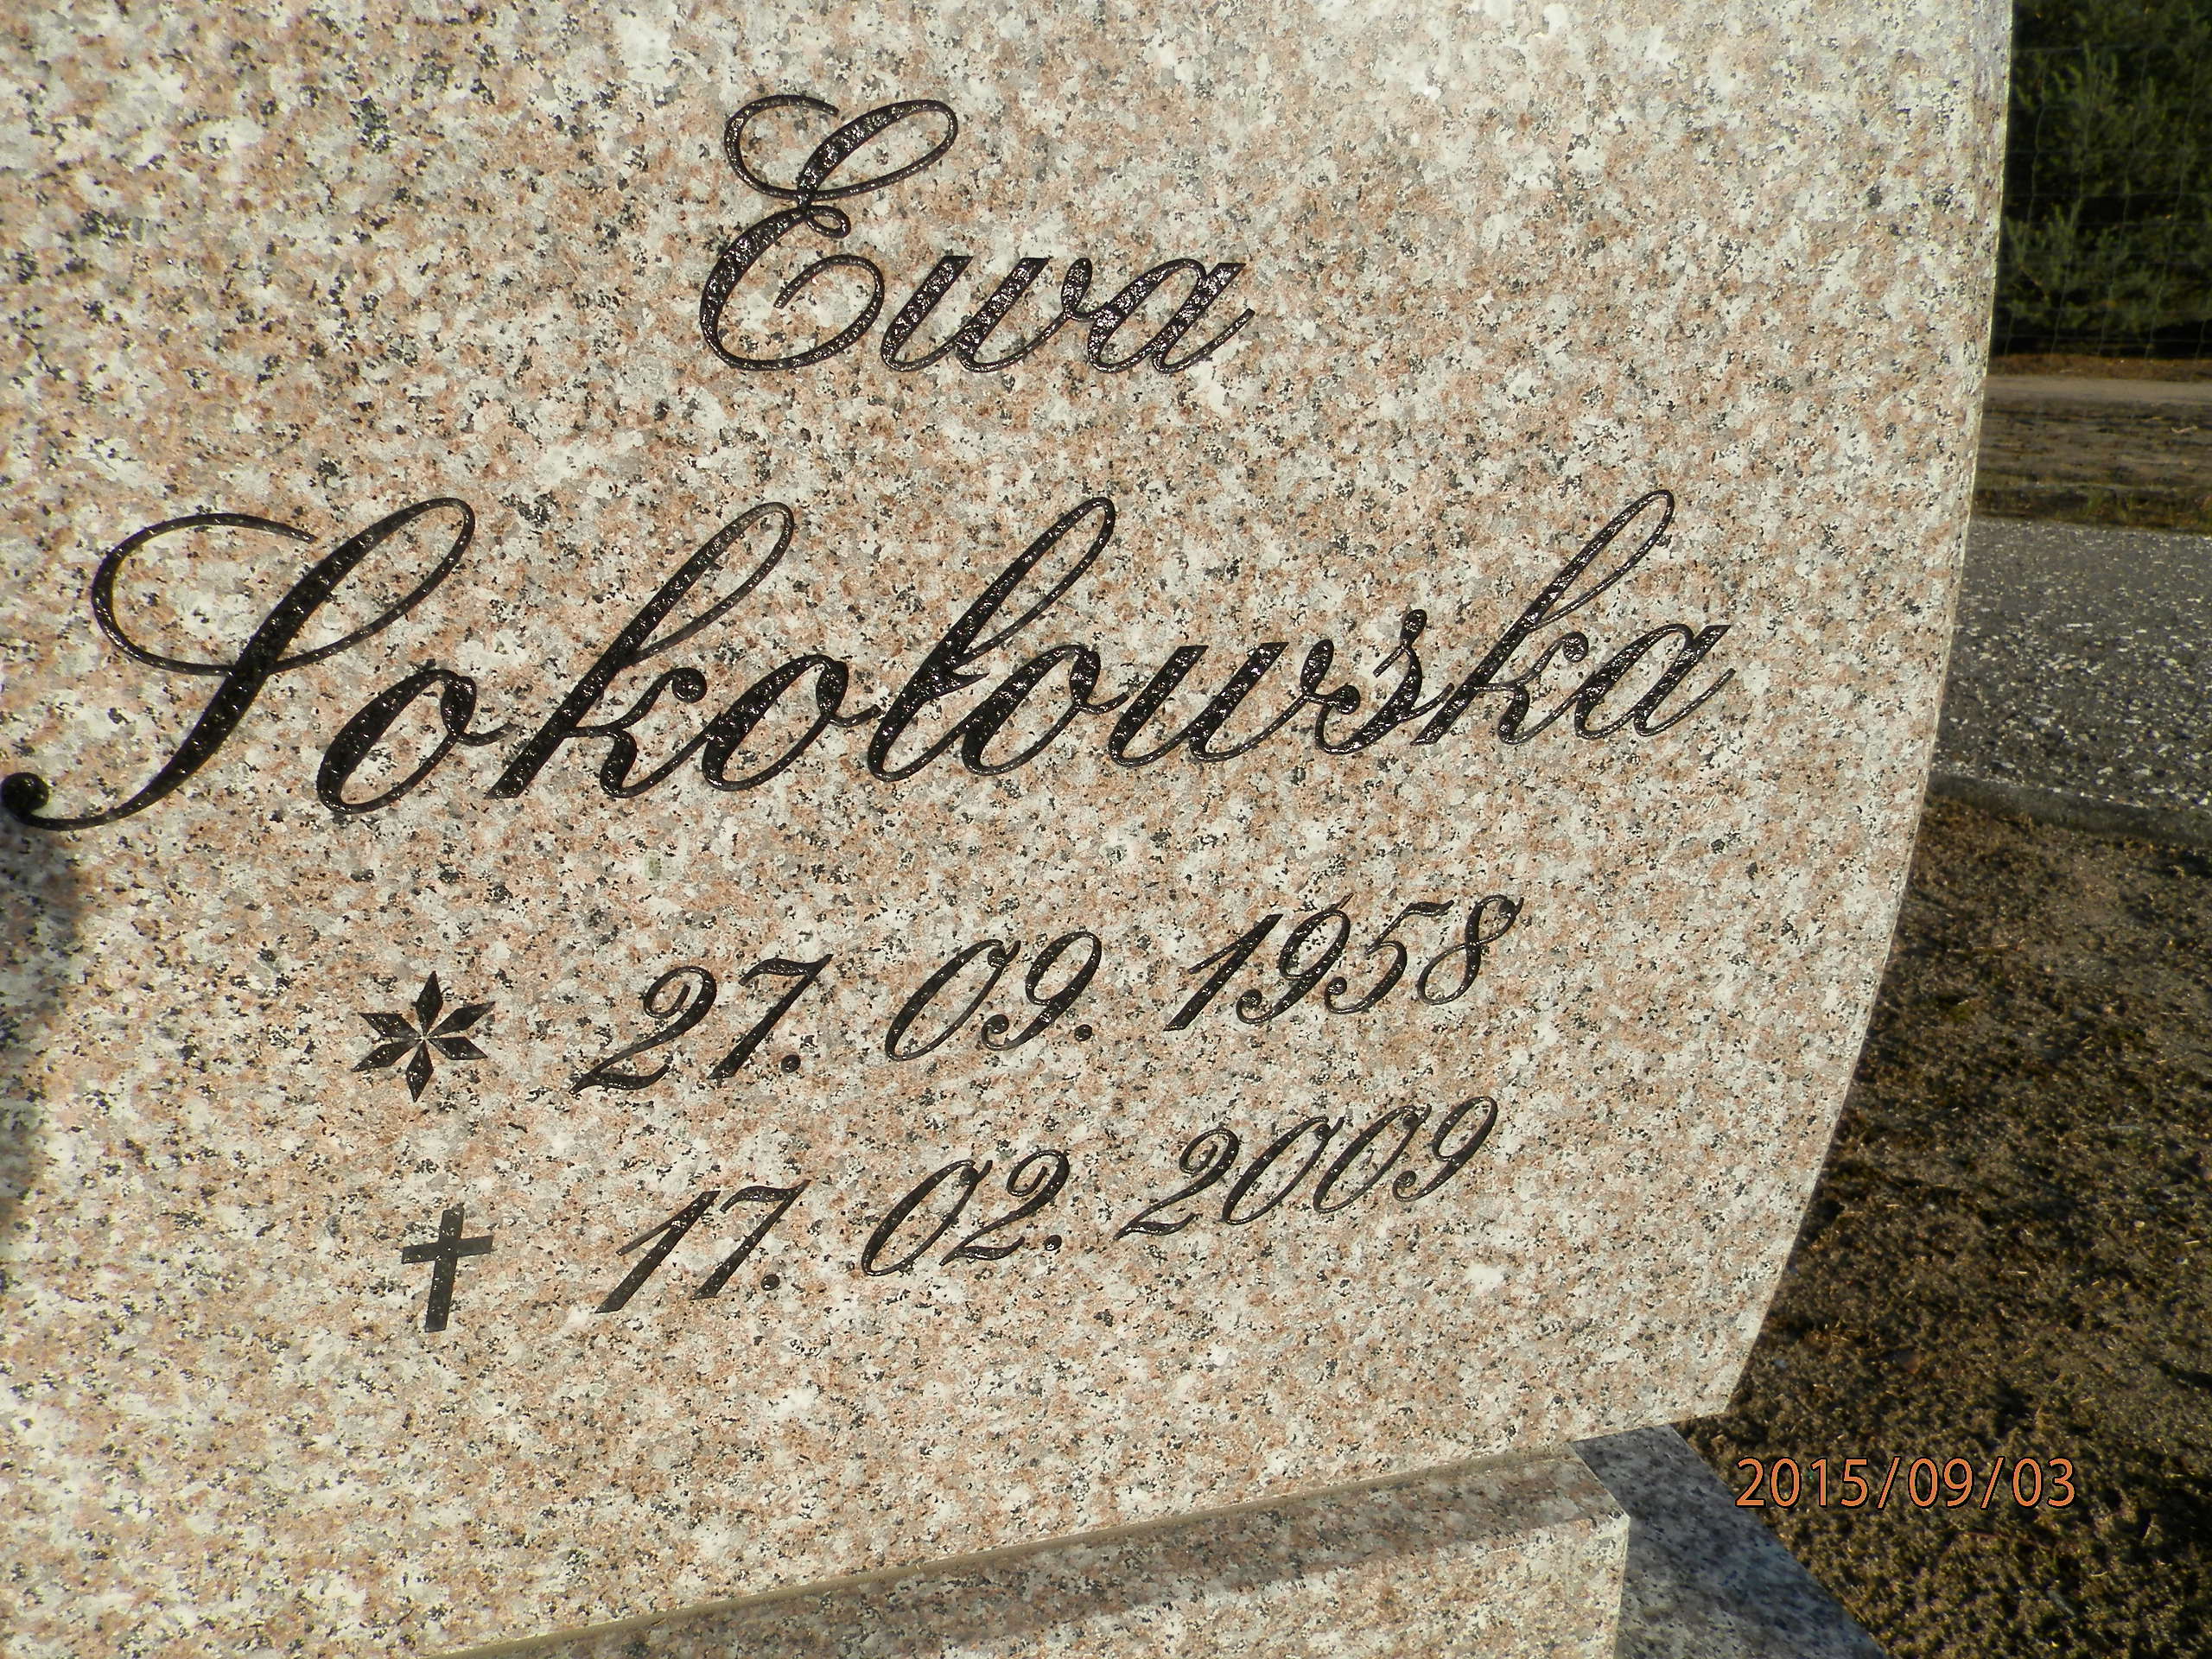 Ewa
Sokołowska
* 27. 09. 1958
† 17. 02. 2009
2015/09/03